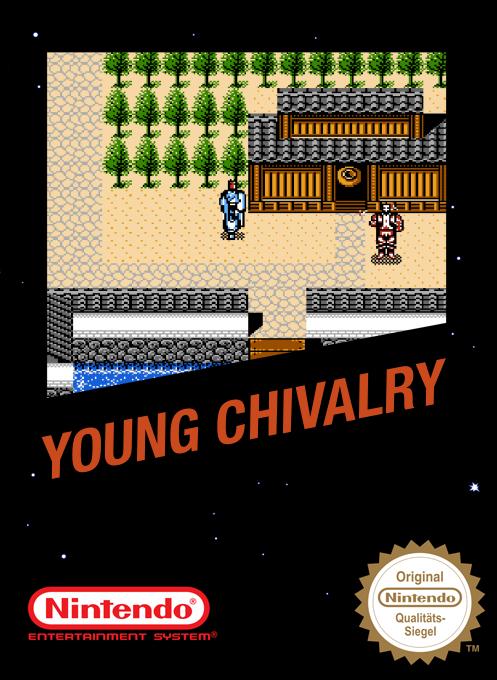 YOUNG CHIVALRY
Nintendo®
ENTERTAINMENT SYSTEM®
Original
Nintendo
Qualitäts-
Siegel
TM